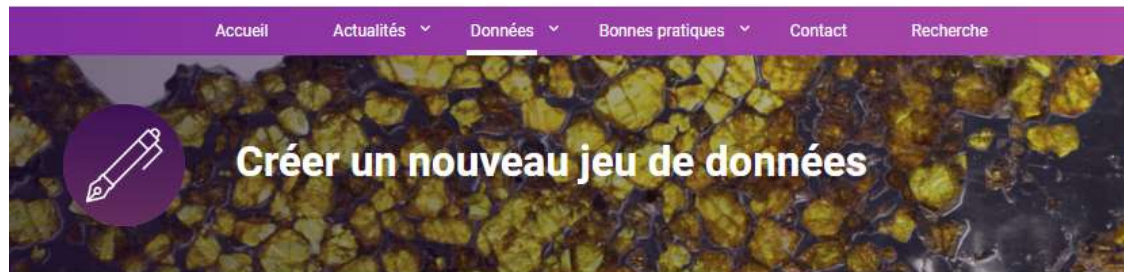 Accueil Actualités Données Bonnes pratiques Contact Recherche
Créer un nouveau jeu de données